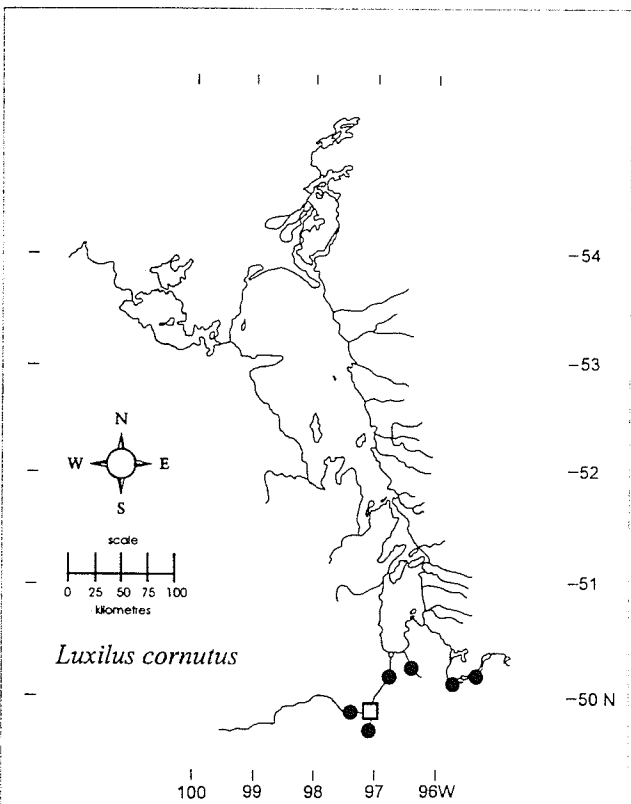 –54
–53
N
W E
S
–52
scale
0 25 50 75 100
kilometres
–51
Luxilus cornutus
–50 N
100 99 98 97 96W